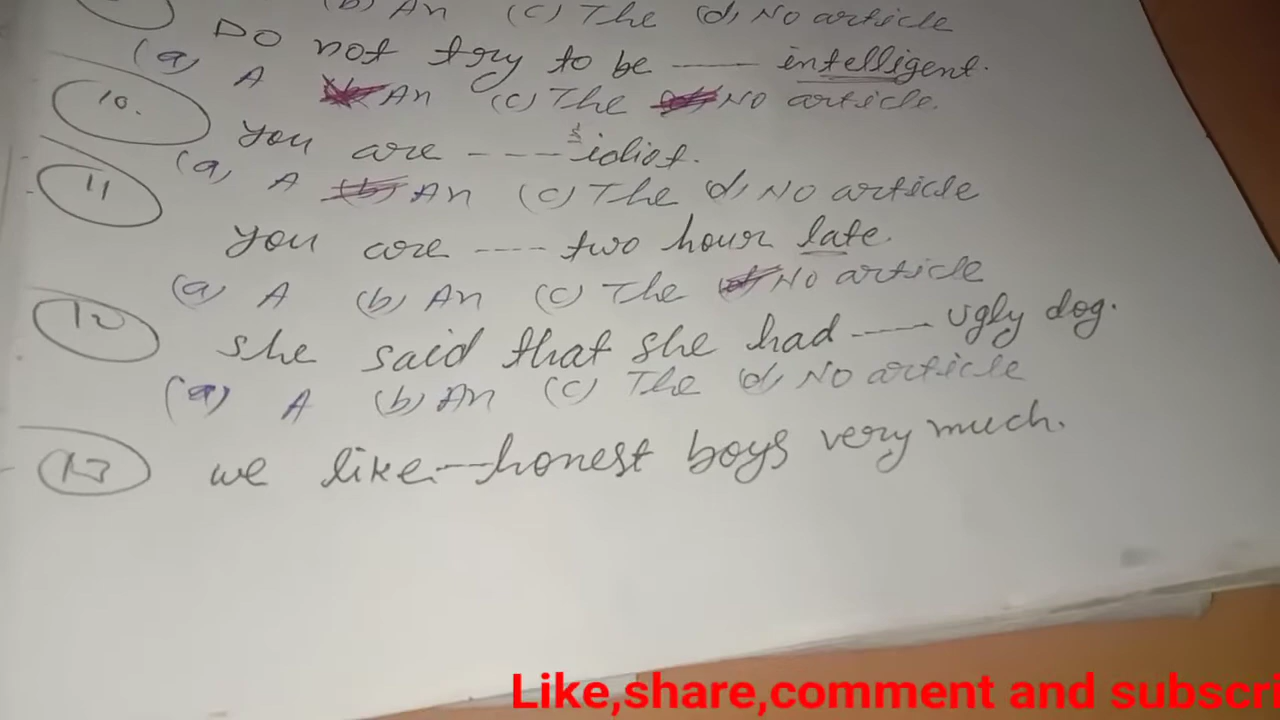 (b) An (c) The (d) No article
Do not try to be ---- intelligent.
(a) A An (c) The No article.
10. You are ---- idiot.
(a) A (b) An (c) The (d) No article
11 You are ---- two hour late.
(a) A (b) An (c) The No article
12 She said that she had ---- ugly dog.
(a) A (b) An (c) The (d) No article
13 we like --- honest boys very much.
Like,share,comment and subscri